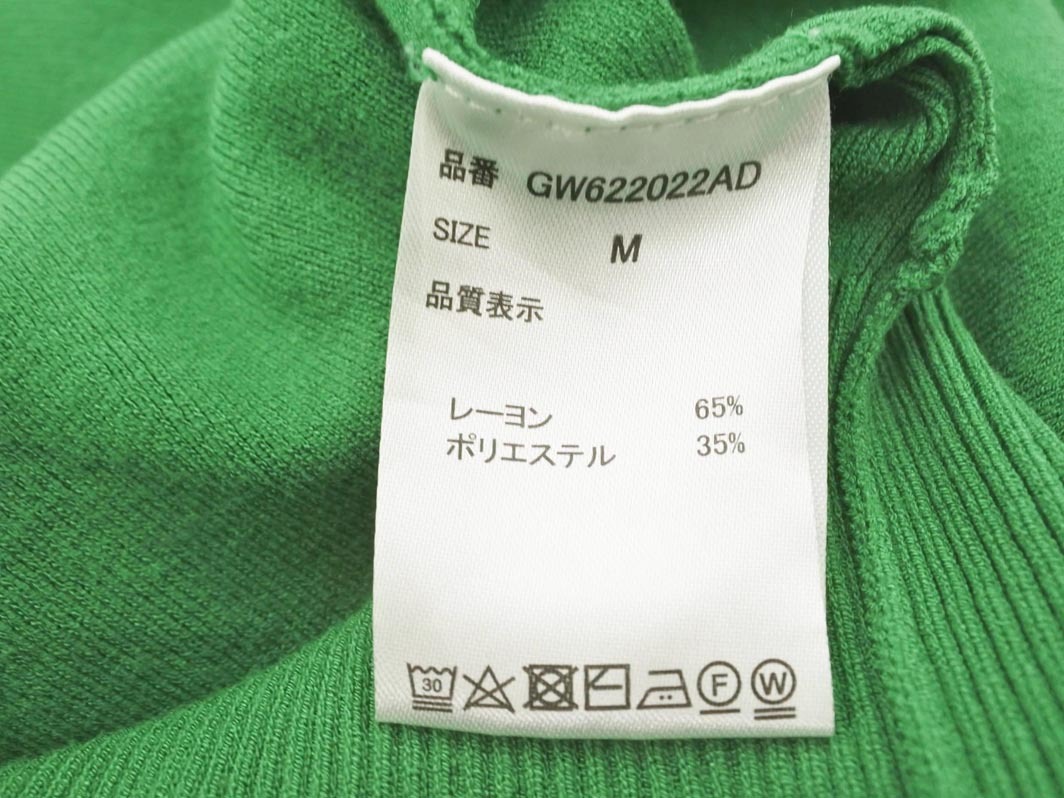 品番 GW622022AD
SIZE M
品質表示
レーヨン 65%
ポリエステル 35%
30 F W